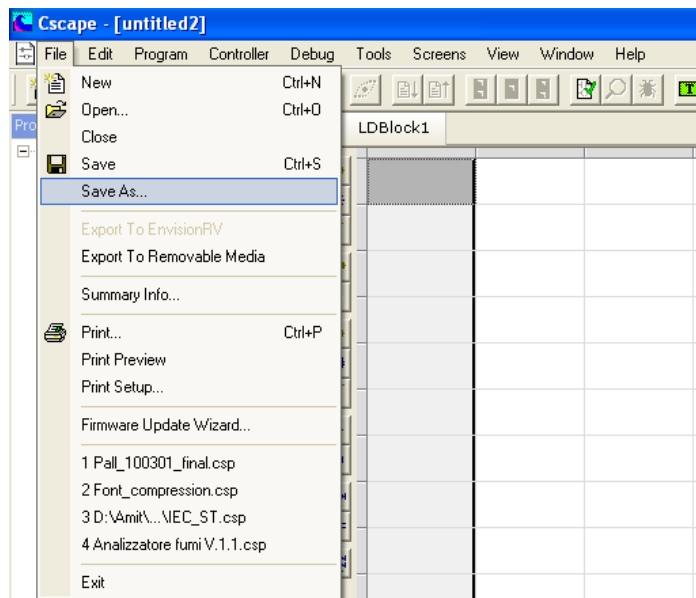 Cscape - [untitled2]
File Edit Program Controller Debug Tools Screens View Window Help
New Ctrl+N
Open... Ctrl+O
Close
Save Ctrl+S
Save As...
Export To EnvisionRV
Export To Removable Media
Summary Info...
Print... Ctrl+P
Print Preview
Print Setup...
Firmware Update Wizard...
1 Pall_100301_final.csp
2 Font_compression.csp
3 D:\Amit\...\IEC_ST.csp
4 Analizzatore fumi V.1.1.csp
Exit
Pro
LDBlock1
T